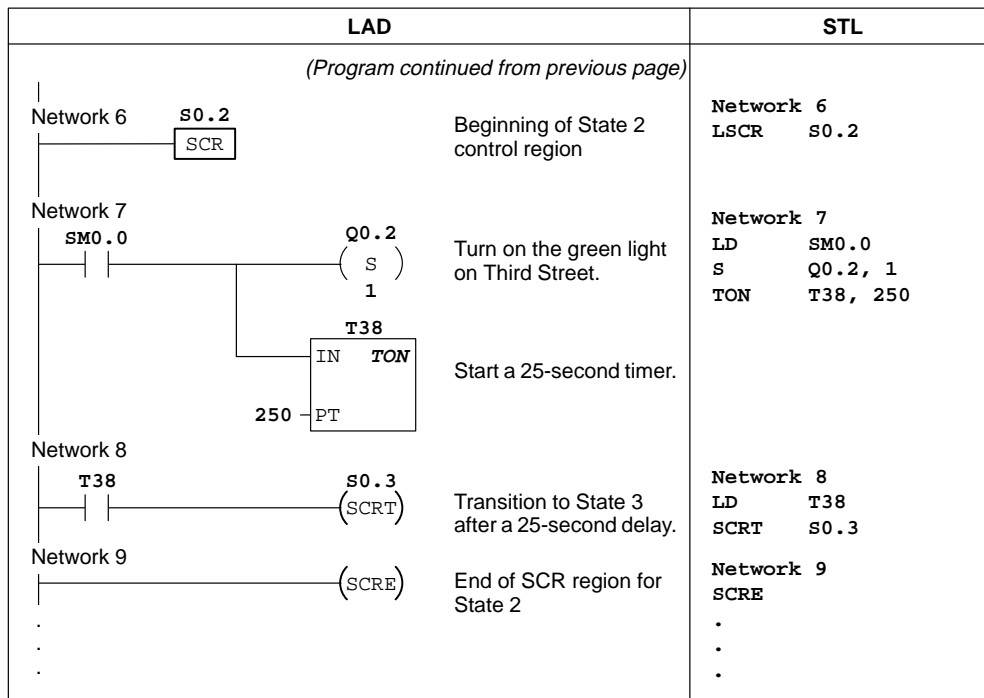 LAD
STL
(Program continued from previous page)
Network 6
S0.2
SCR
Beginning of State 2
control region
Network 6
LSCR S0.2
Network 7
SM0.0
Q0.2
S
1
Turn on the green light
on Third Street.
T38
IN TON
250 PT
Start a 25-second timer.
Network 7
LD SM0.0
S Q0.2, 1
TON T38, 250
Network 8
T38
S0.3
SCRT
Transition to State 3
after a 25-second delay.
Network 8
LD T38
SCRT S0.3
Network 9
SCRE
End of SCR region for
State 2
Network 9
SCRE
.
.
.
.
.
.